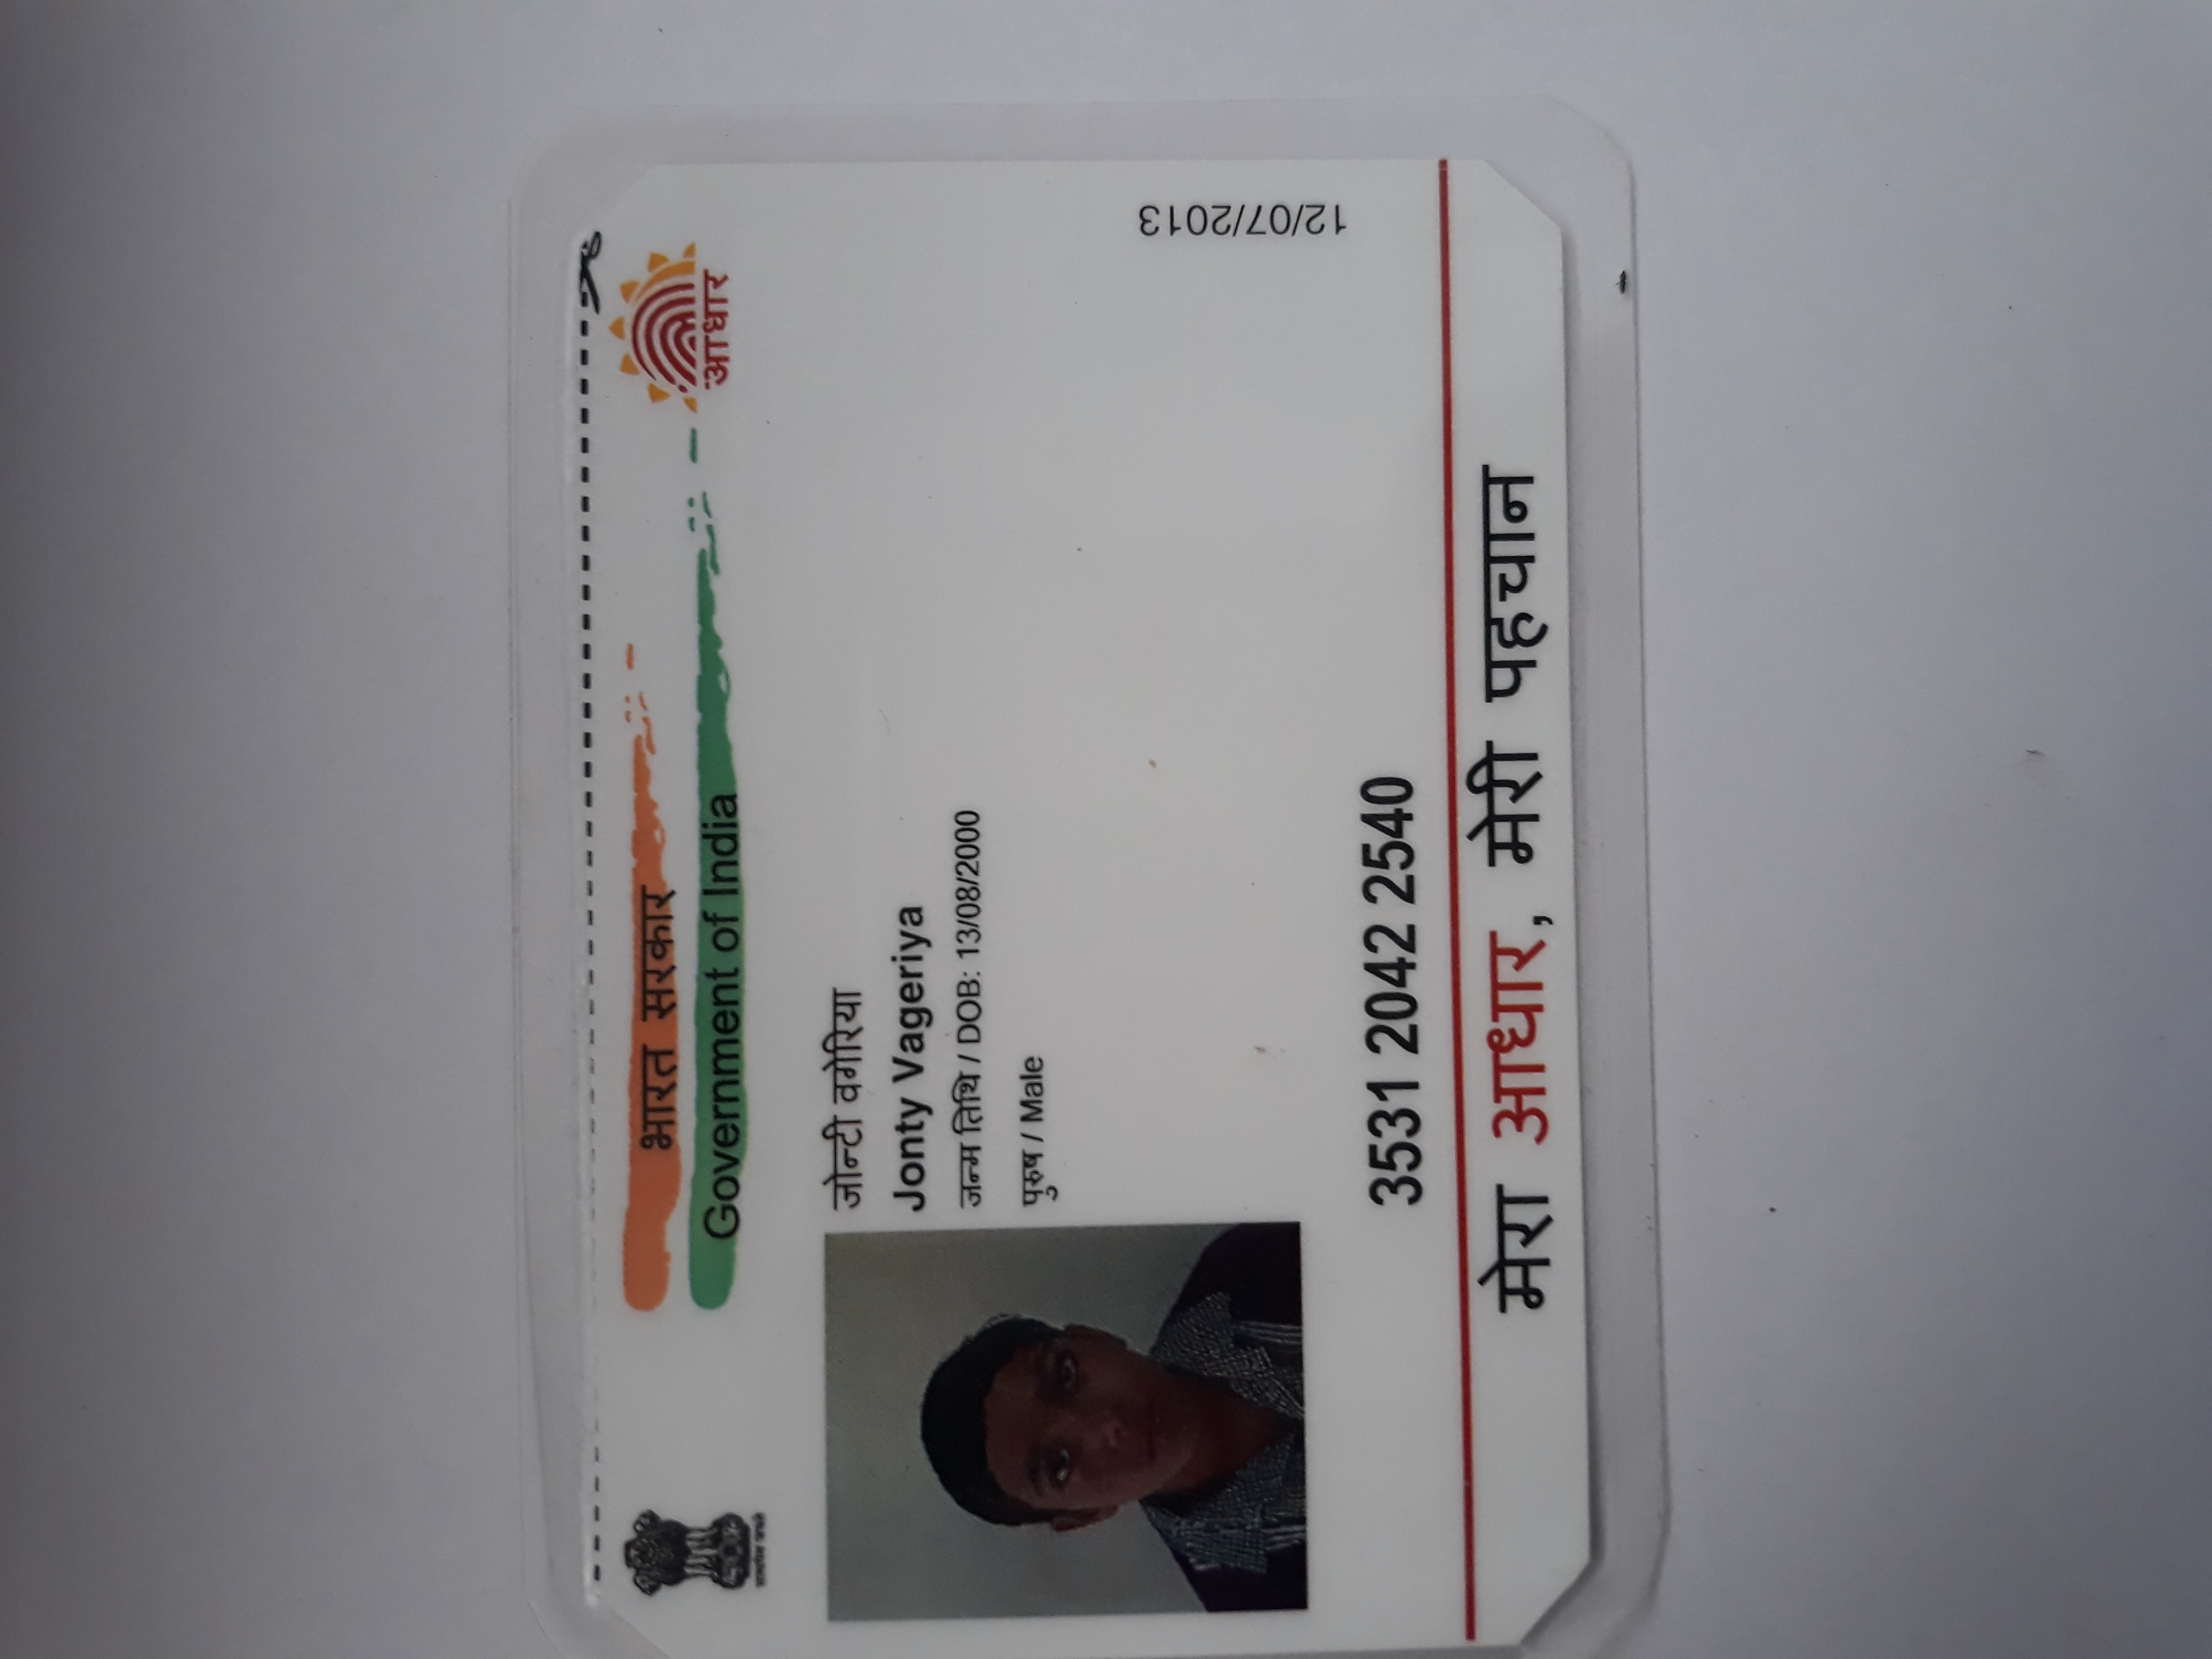 भारत सरकार
Government of India
आधार
सत्यमेव जयते
जोन्टी वगेरिया
Jonty Vageriya
जन्म तिथि / DOB: 13/08/2000
पुरुष / Male
12/07/2013
3531 2042 2540
मेरा आधार, मेरी पहचान